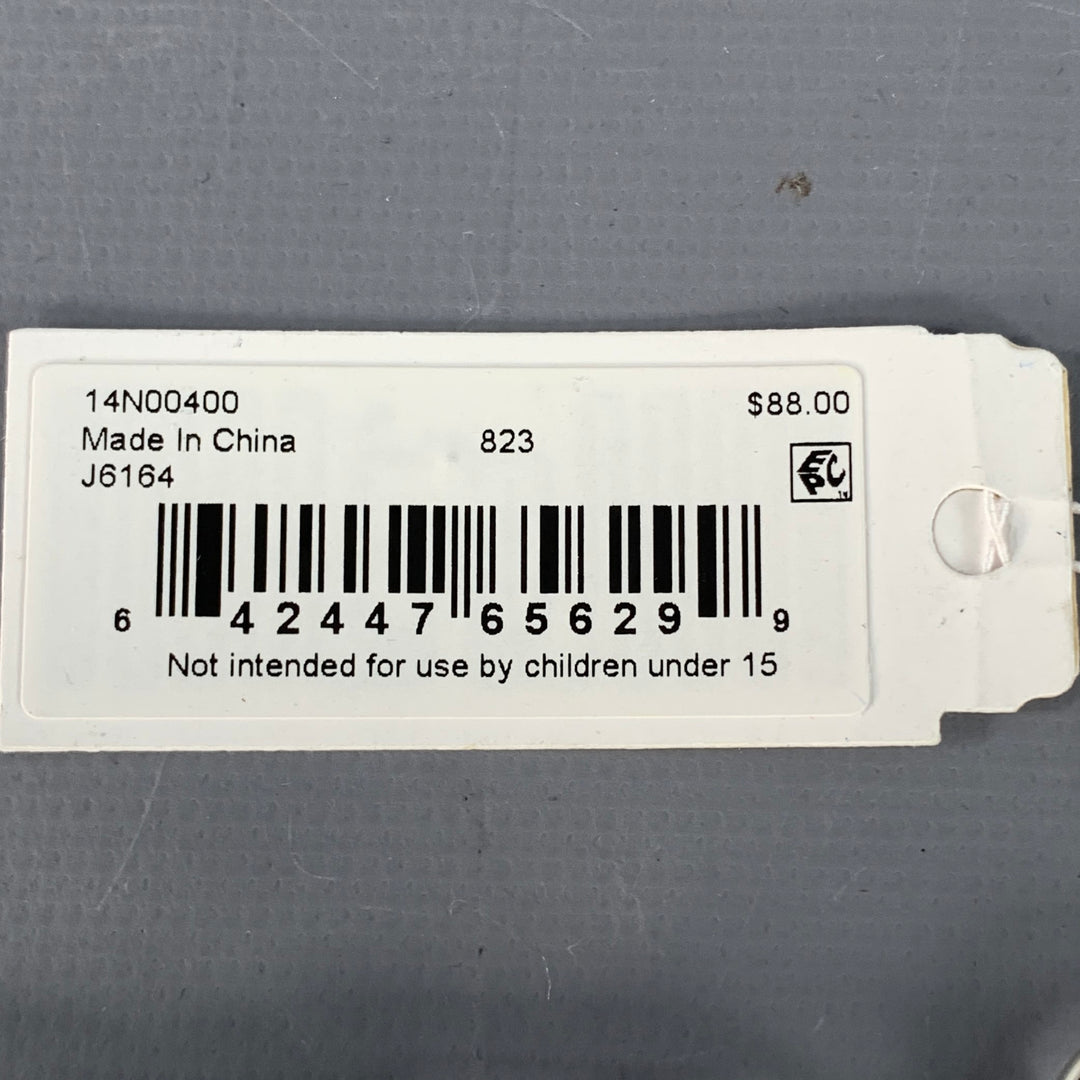 14N00400 $88.00
Made In China 823
J6164
EPC
6 42447 65629 9
Not intended for use by children under 15